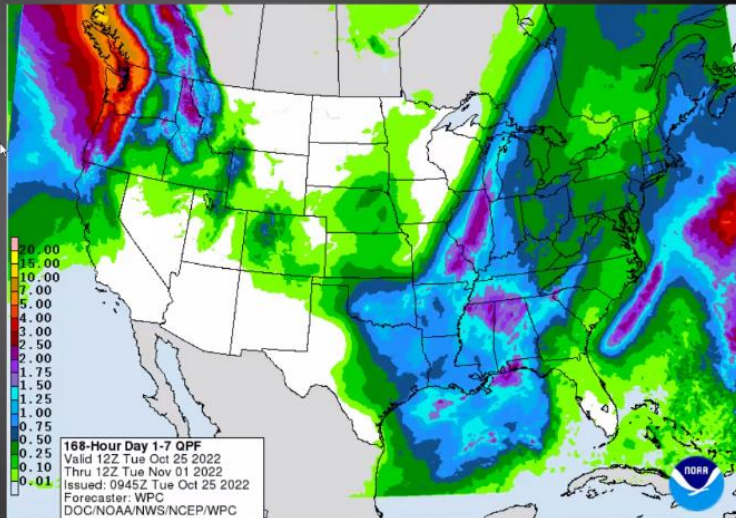 20.00
15.00
10.00
7.00
5.00
4.00
3.00
2.50
2.00
1.75
1.50
1.25
1.00
0.75
0.50
0.25
0.10
0.01
168-Hour Day 1-7 QPF
Valid 12Z Tue Oct 25 2022
Thru 12Z Tue Nov 01 2022
Issued: 0945Z Tue Oct 25 2022
Forecaster: WPC
DOC/NOAA/NWS/NCEP/WPC
NOAA